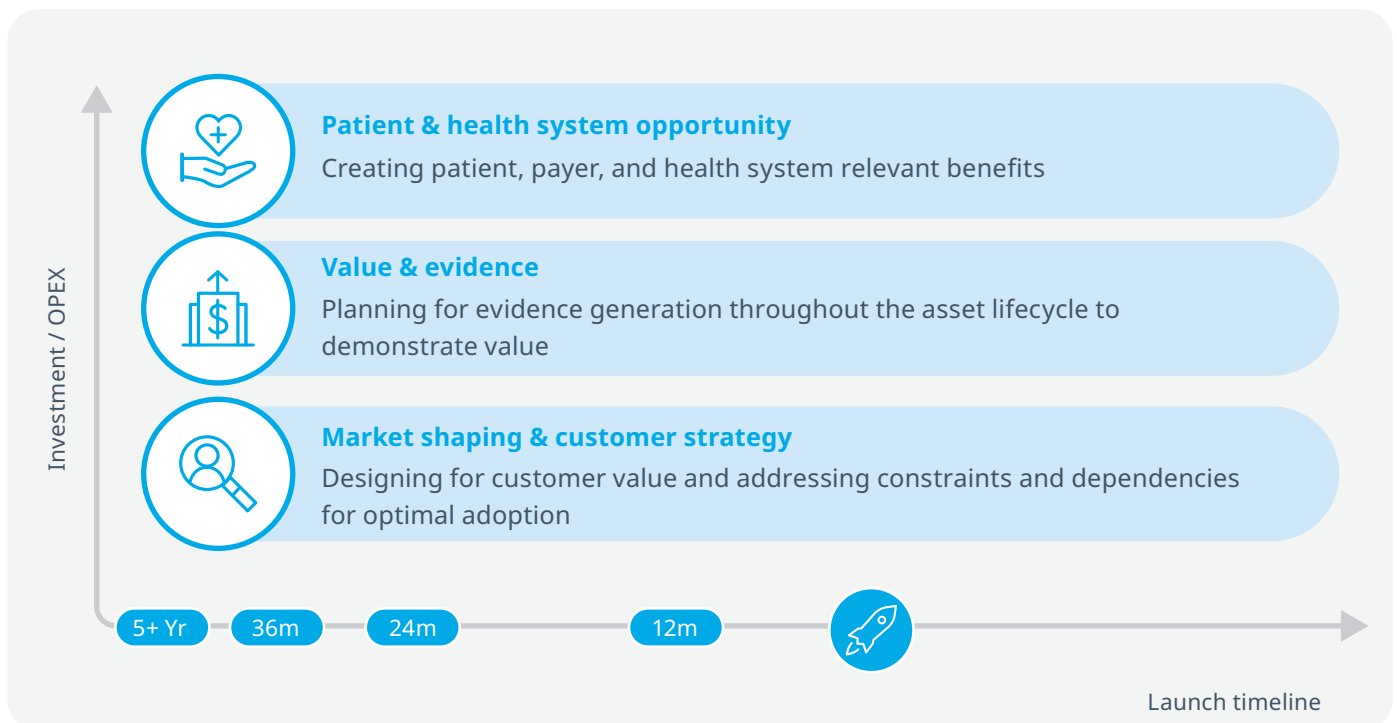 Patient & health system opportunity
Creating patient, payer, and health system relevant benefits
Value & evidence
Planning for evidence generation throughout the asset lifecycle to
demonstrate value
Market shaping & customer strategy
Designing for customer value and addressing constraints and dependencies
for optimal adoption
Investment / OPEX
5+ Yr
36m
24m
12m
Launch timeline